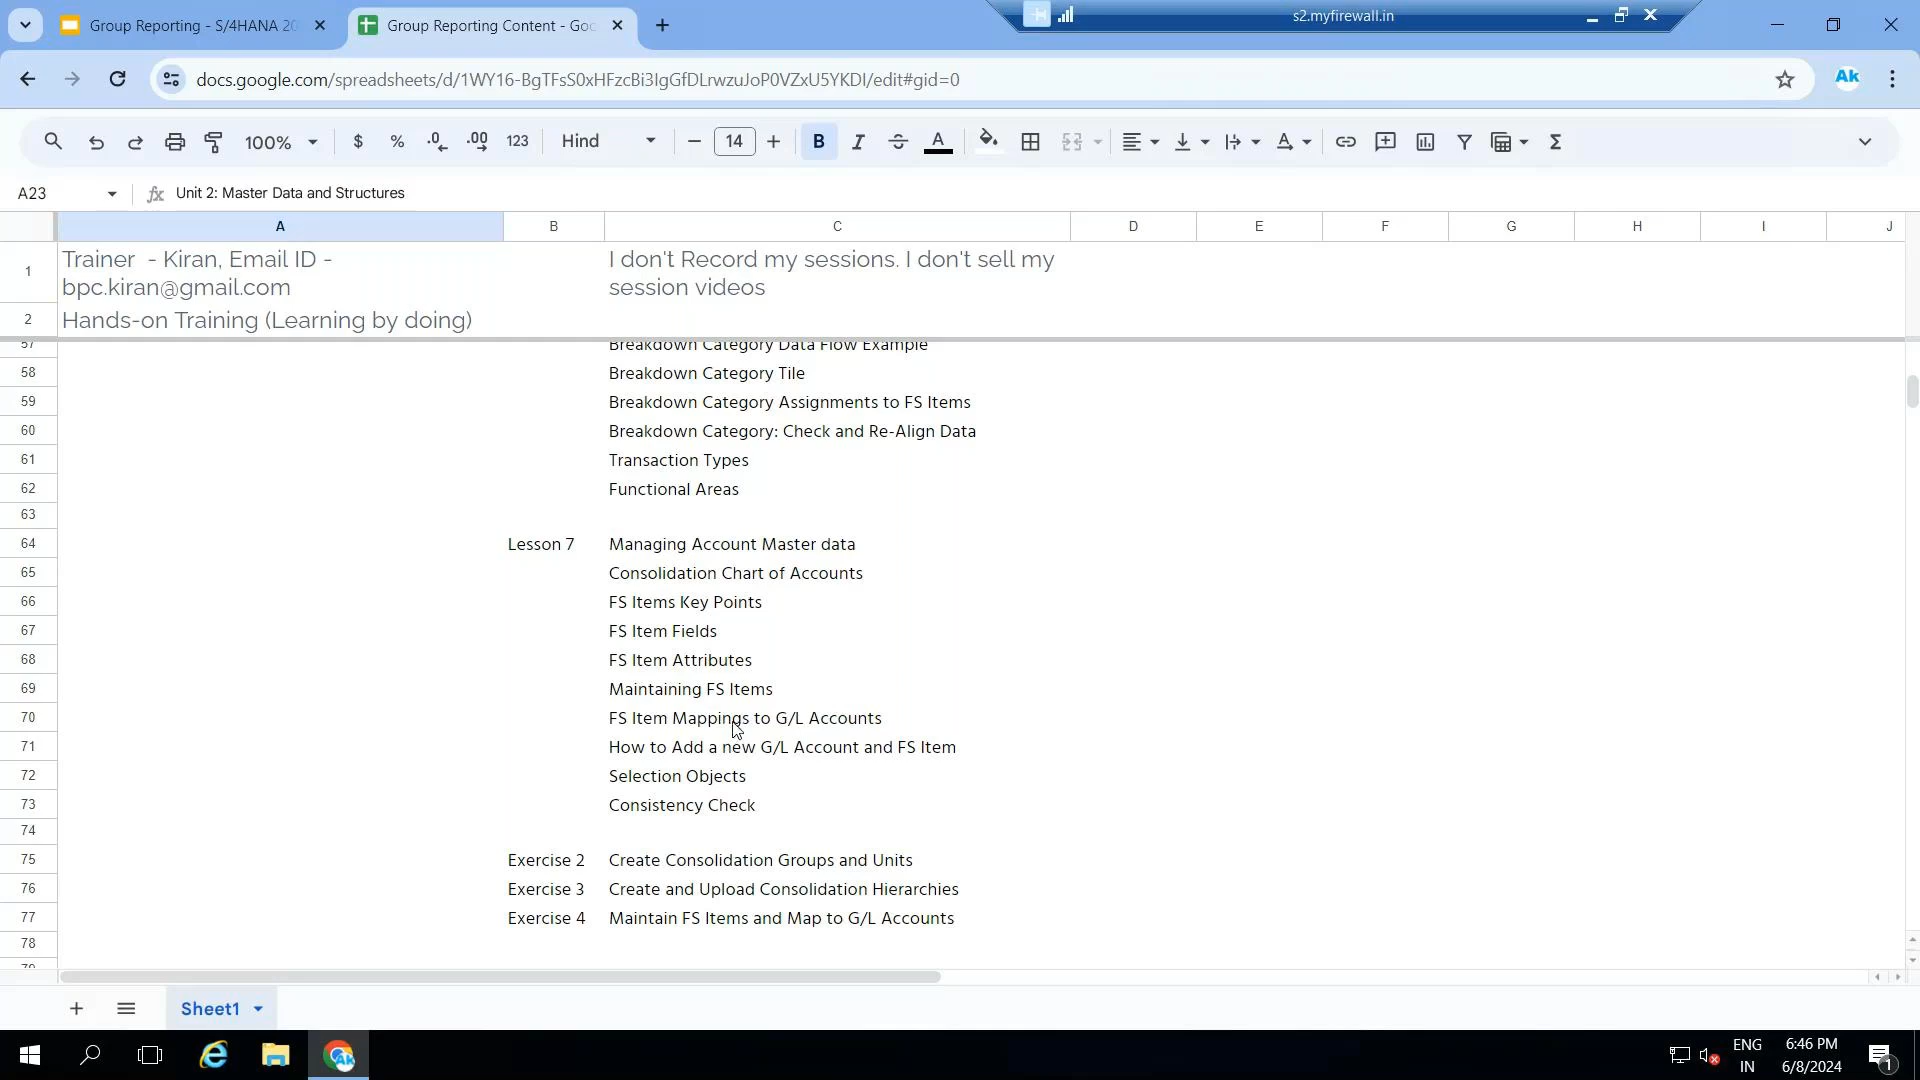 Group Reporting - S/4HANA 20
Group Reporting Content - Goo
s2.myfirewall.in
docs.google.com/spreadsheets/d/1WY16-BgTFsS0xHFzcBi3IgGfDLrwzuJoP0VZxU5YKDI/edit#gid=0
Ak
100%
$ % .0 .00 123
Hind
14
B I S A
A23
fx Unit 2: Master Data and Structures
A B C D E F G H I J
1 Trainer - Kiran, Email ID - I don't Record my sessions. I don't sell my
bpc.kiran@gmail.com session videos
2 Hands-on Training (Learning by doing)
57 Breakdown Category Data Flow Example
58 Breakdown Category Tile
59 Breakdown Category Assignments to FS Items
60 Breakdown Category: Check and Re-Align Data
61 Transaction Types
62 Functional Areas
63
64 Lesson 7 Managing Account Master data
65 Consolidation Chart of Accounts
66 FS Items Key Points
67 FS Item Fields
68 FS Item Attributes
69 Maintaining FS Items
70 FS Item Mappings to G/L Accounts
71 How to Add a new G/L Account and FS Item
72 Selection Objects
73 Consistency Check
74
75 Exercise 2 Create Consolidation Groups and Units
76 Exercise 3 Create and Upload Consolidation Hierarchies
77 Exercise 4 Maintain FS Items and Map to G/L Accounts
78
79
Sheet1
ENG 6:46 PM
IN 6/8/2024
1